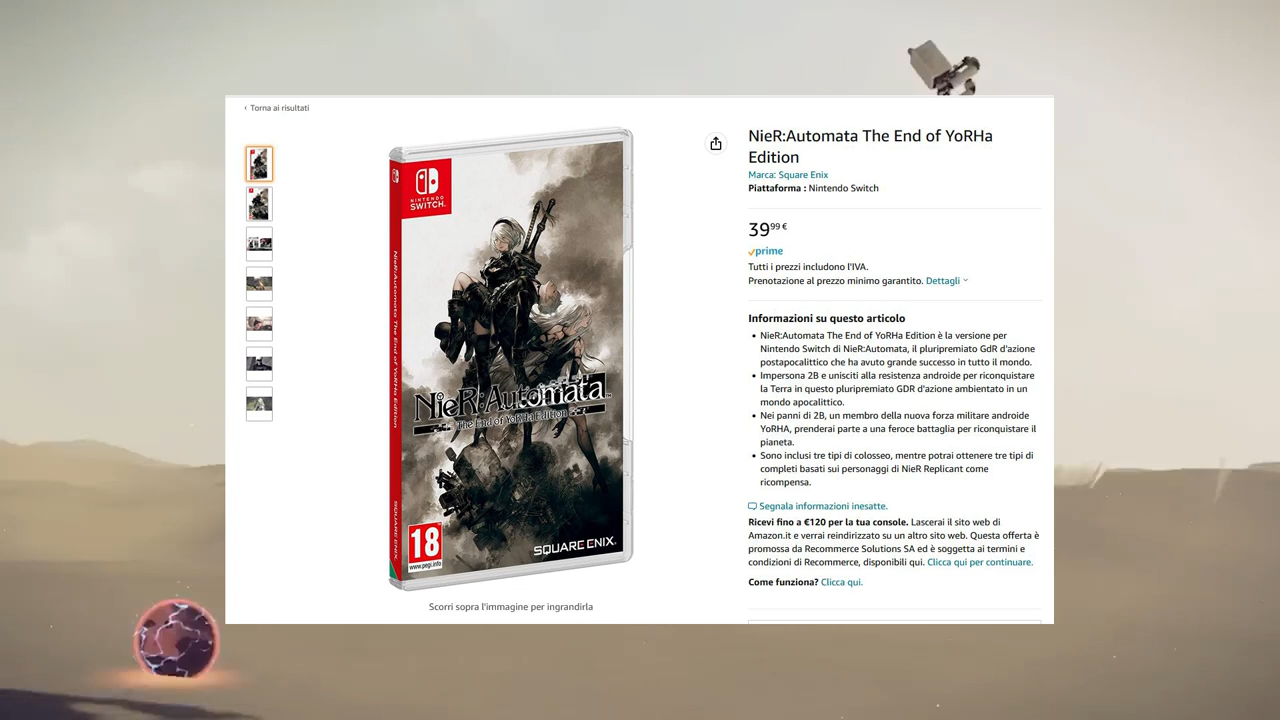 ‹ Torna ai risultati
NINTENDO
SWITCH.
NieR:Automata The End of YoRHa Edition
SQUARE ENIX
NieR:Automata™
The End of YoRHa Edition
18
www.pegi.info
SQUARE ENIX.
Scorri sopra l'immagine per ingrandirla
NieR:Automata The End of YoRHa
Edition
Marca: Square Enix
Piattaforma : Nintendo Switch
39,99 €
prime
Tutti i prezzi includono l'IVA.
Prenotazione al prezzo minimo garantito. Dettagli
Informazioni su questo articolo
• NieR:Automata The End of YoRHa Edition è la versione per
Nintendo Switch di NieR:Automata, il pluripremiato GdR d'azione
postapocalittico che ha avuto grande successo in tutto il mondo.
• Impersona 2B e unisciti alla resistenza androide per riconquistare
la Terra in questo pluripremiato GDR d'azione ambientato in un
mondo apocalittico.
• Nei panni di 2B, un membro della nuova forza militare androide
YoRHA, prenderai parte a una feroce battaglia per riconquistare il
pianeta.
• Sono inclusi tre tipi di colosseo, mentre potrai ottenere tre tipi di
completi basati sui personaggi di NieR Replicant come
ricompensa.
Segnala informazioni inesatte.
Ricevi fino a €120 per la tua console. Lascerai il sito web di
Amazon.it e verrai reindirizzato su un altro sito web. Questa offerta è
promossa da Recommerce Solutions SA ed è soggetta ai termini e
condizioni di Recommerce, disponibili qui. Clicca qui per continuare.
Come funziona? Clicca qui.